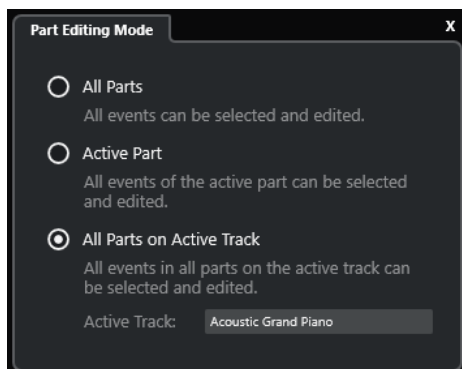 Part Editing Mode
X
All Parts
All events can be selected and edited.
Active Part
All events of the active part can be selected
and edited.
All Parts on Active Track
All events in all parts on the active track can
be selected and edited.
Active Track: Acoustic Grand Piano